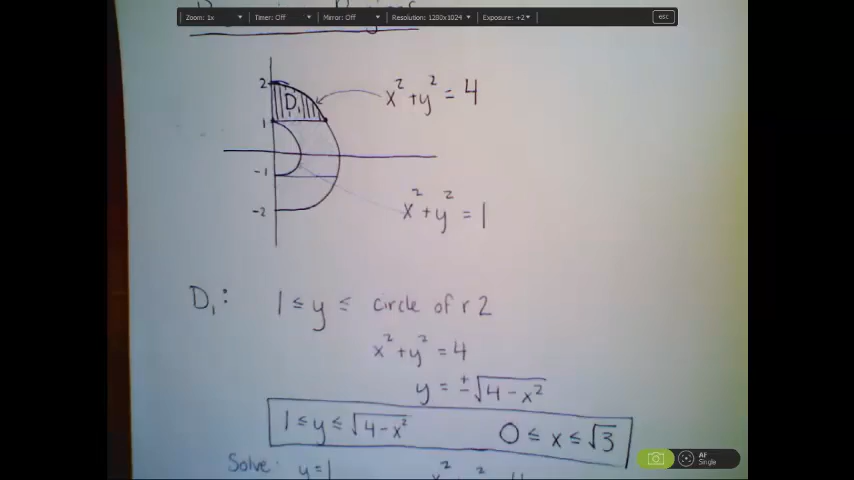 Zoom: 1x Timer: Off Mirror: Off Resolution: 1280x1024 Exposure: +2 esc
2
D₁
x² + y² = 4
1
-1
x² + y² = 1
-2
D₁: 1 ≤ y ≤ circle of r 2
x² + y² = 4
y = ±√(4-x²)
1 ≤ y ≤ √(4-x²) 0 ≤ x ≤ √3
AF
Single
Solve: y=1